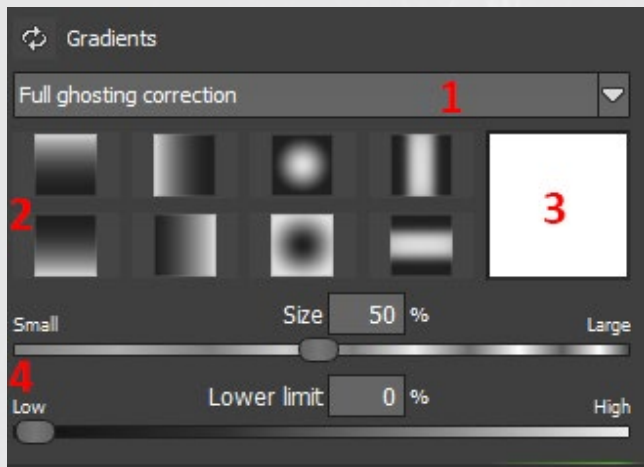 Gradients
Full ghosting correction 1
2 3
Small Size 50 % Large
4
Low Lower limit 0 % High